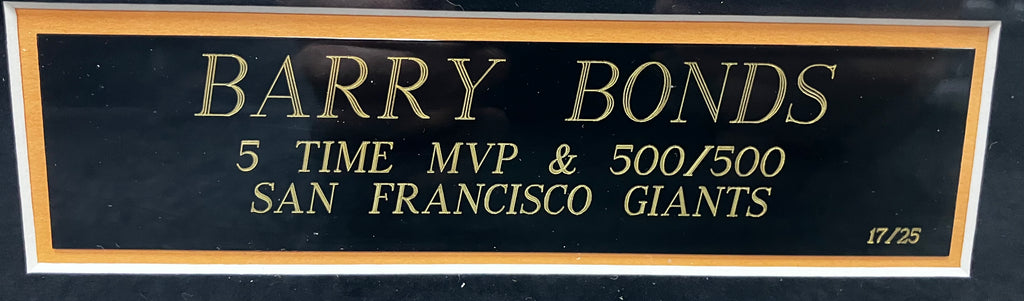 BARRY BONDS
5 TIME MVP & 500/500
SAN FRANCISCO GIANTS
17/25